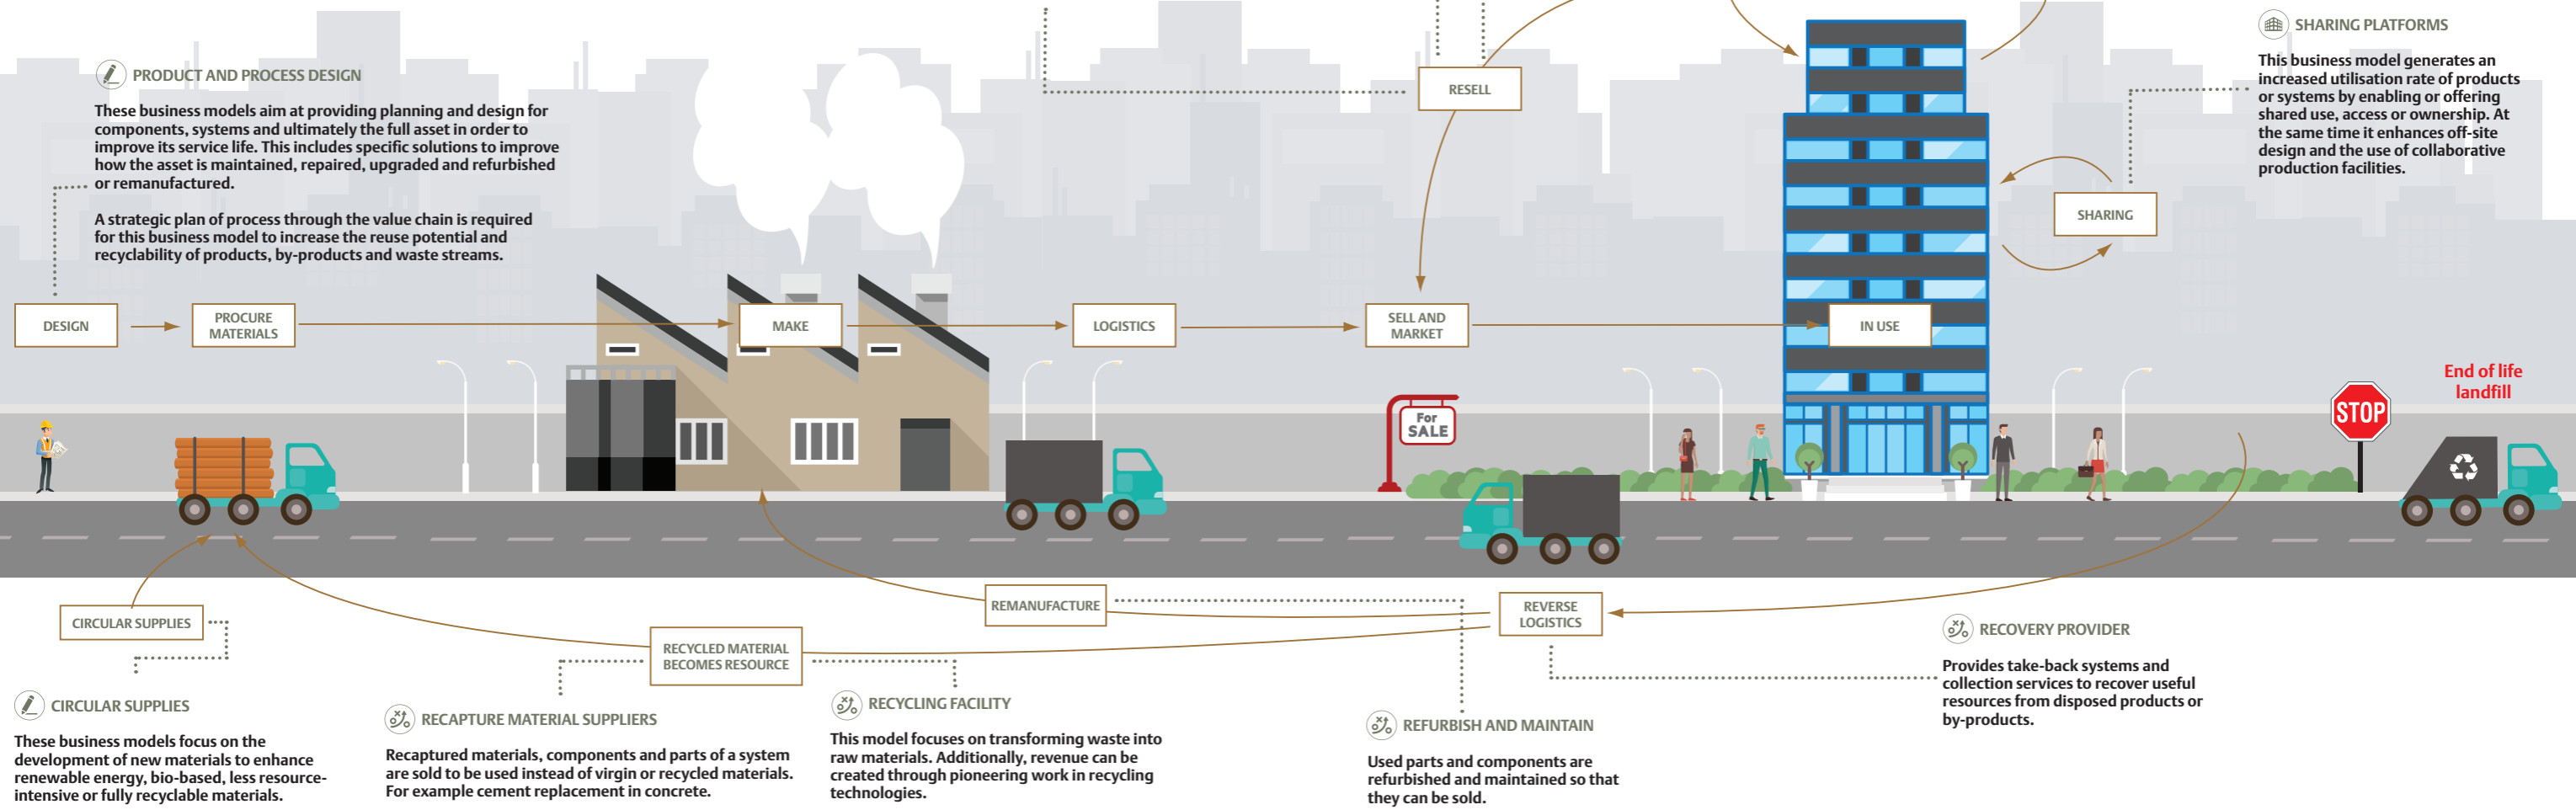 PRODUCT AND PROCESS DESIGN
These business models aim at providing planning and design for
components, systems and ultimately the full asset in order to
improve its service life. This includes specific solutions to improve
how the asset is maintained, repaired, upgraded and refurbished
or remanufactured.
A strategic plan of process through the value chain is required
for this business model to increase the reuse potential and
recyclability of products, by-products and waste streams.
RESELL
SHARING PLATFORMS
This business model generates an
increased utilisation rate of products
or systems by enabling or offering
shared use, access or ownership. At
the same time it enhances off-site
design and the use of collaborative
production facilities.
SHARING
DESIGN
PROCURE
MATERIALS
MAKE
LOGISTICS
SELL AND
MARKET
IN USE
End of life
landfill
STOP
For
SALE
CIRCULAR SUPPLIES
RECYCLED MATERIAL
BECOMES RESOURCE
REMANUFACTURE
REVERSE
LOGISTICS
CIRCULAR SUPPLIES
These business models focus on the
development of new materials to enhance
renewable energy, bio-based, less resource-
intensive or fully recyclable materials.
RECAPTURE MATERIAL SUPPLIERS
Recaptured materials, components and parts of a system
are sold to be used instead of virgin or recycled materials.
For example cement replacement in concrete.
RECYCLING FACILITY
This model focuses on transforming waste into
raw materials. Additionally, revenue can be
created through pioneering work in recycling
technologies.
REFURBISH AND MAINTAIN
Used parts and components are
refurbished and maintained so that
they can be sold.
RECOVERY PROVIDER
Provides take-back systems and
collection services to recover useful
resources from disposed products or
by-products.